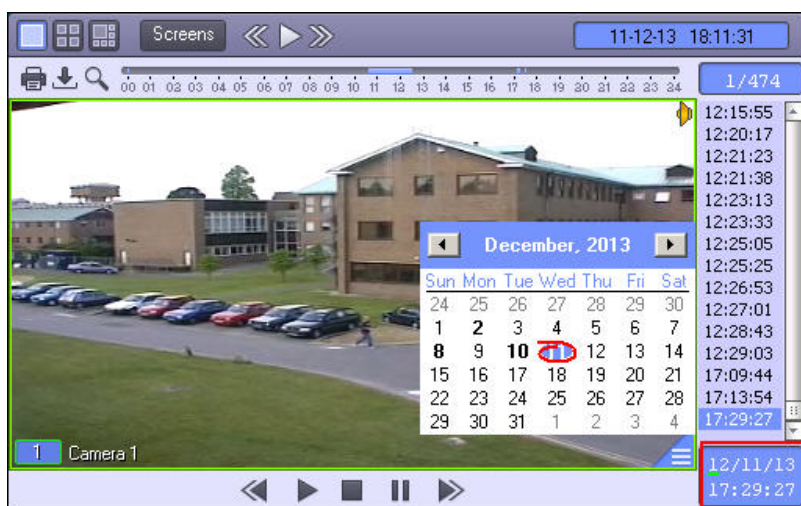 Screens
11-12-13 18:11:31
00 01 02 03 04 05 06 07 08 09 10 11 12 13 14 15 16 17 18 19 20 21 22 23 24
1/474
12:15:55
12:20:17
12:21:23
12:21:38
12:23:13
12:23:33
12:25:05
12:25:25
12:26:53
12:27:01
12:28:43
12:29:03
17:09:44
17:13:54
17:29:27
December, 2013
Sun Mon Tue Wed Thu Fri Sat
24 25 26 27 28 29 30
1 2 3 4 5 6 7
8 9 10 11 12 13 14
15 16 17 18 19 20 21
22 23 24 25 26 27 28
29 30 31 1 2 3 4
1 Camera 1
12/11/13
17:29:27